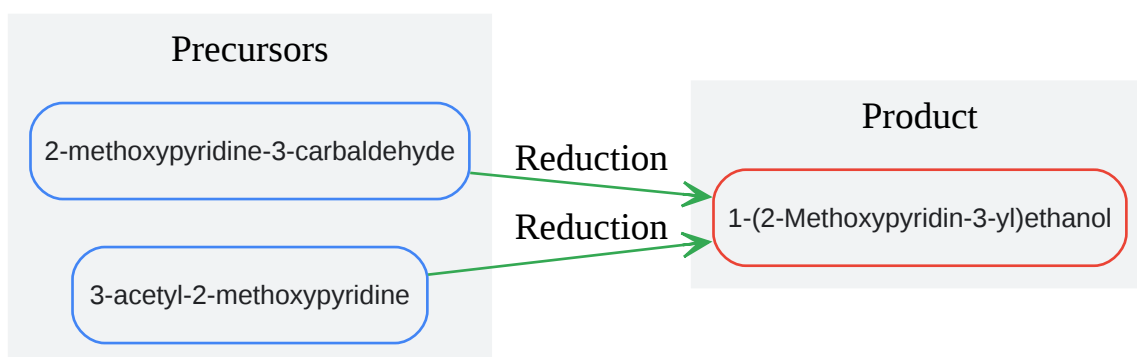 Precursors
2-methoxypyridine-3-carbaldehyde
3-acetyl-2-methoxypyridine
Reduction
Reduction
Product
1-(2-Methoxypyridin-3-yl)ethanol